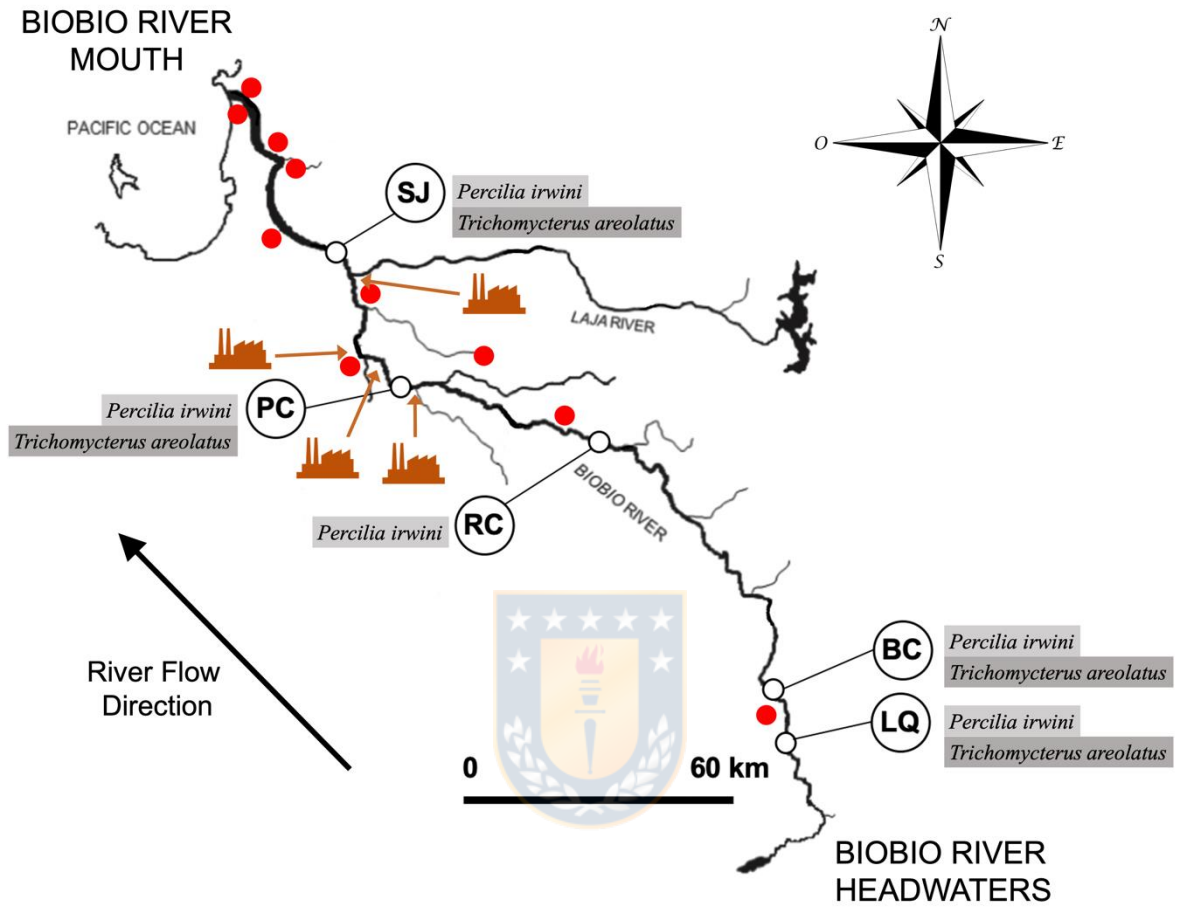 BIOBIO RIVER
MOUTH
N
PACIFIC OCEAN
O
E
S
SJ
Percilia irwini
Trichomycterus areolatus
LAJA RIVER
PC
Percilia irwini
Trichomycterus areolatus
RC
Percilia irwini
BIOBIO RIVER
River Flow
Direction
BC
Percilia irwini
Trichomycterus areolatus
LQ
Percilia irwini
Trichomycterus areolatus
0 60 km
BIOBIO RIVER
HEADWATERS